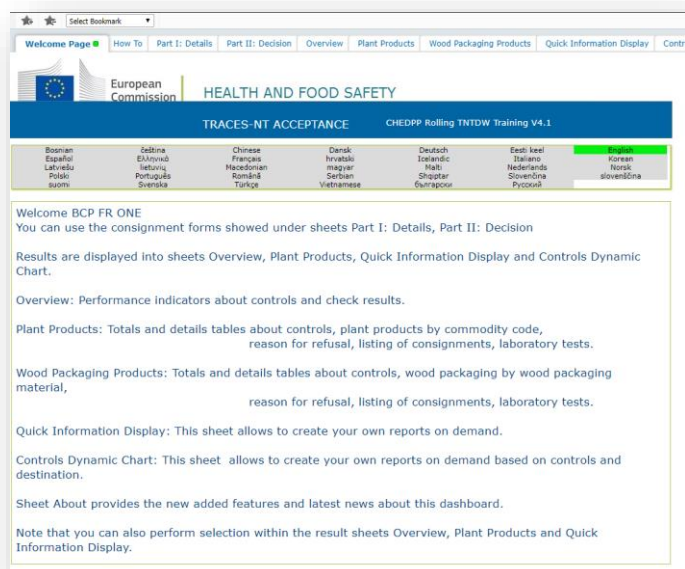 Select Bookmark
Welcome Page How To Part I: Details Part II: Decision Overview Plant Products Wood Packaging Products Quick Information Display Contr
European
Commission
HEALTH AND FOOD SAFETY
TRACES-NT ACCEPTANCE CHEDPP Rolling TNTDW Training V4.1
Bosnian čeština Chinese Dansk Deutsch Eesti keel English
Español Ελληνικά Français hrvatski Icelandic Italiano Korean
Latviešu lietuvių Macedonian magyar Malti Nederlands Norsk
Polski Português Română Serbian Shqiptar Slovenčina slovenščina
suomi Svenska Türkçe Vietnamese български Русский
Welcome BCP FR ONE
You can use the consignment forms showed under sheets Part I: Details, Part II: Decision
Results are displayed into sheets Overview, Plant Products, Quick Information Display and Controls Dynamic
Chart.
Overview: Performance indicators about controls and check results.
Plant Products: Totals and details tables about controls, plant products by commodity code,
reason for refusal, listing of consignments, laboratory tests.
Wood Packaging Products: Totals and details tables about controls, wood packaging by wood packaging
material,
reason for refusal, listing of consignments, laboratory tests.
Quick Information Display: This sheet allows to create your own reports on demand.
Controls Dynamic Chart: This sheet allows to create your own reports on demand based on controls and
destination.
Sheet About provides the new added features and latest news about this dashboard.
Note that you can also perform selection within the result sheets Overview, Plant Products and Quick
Information Display.